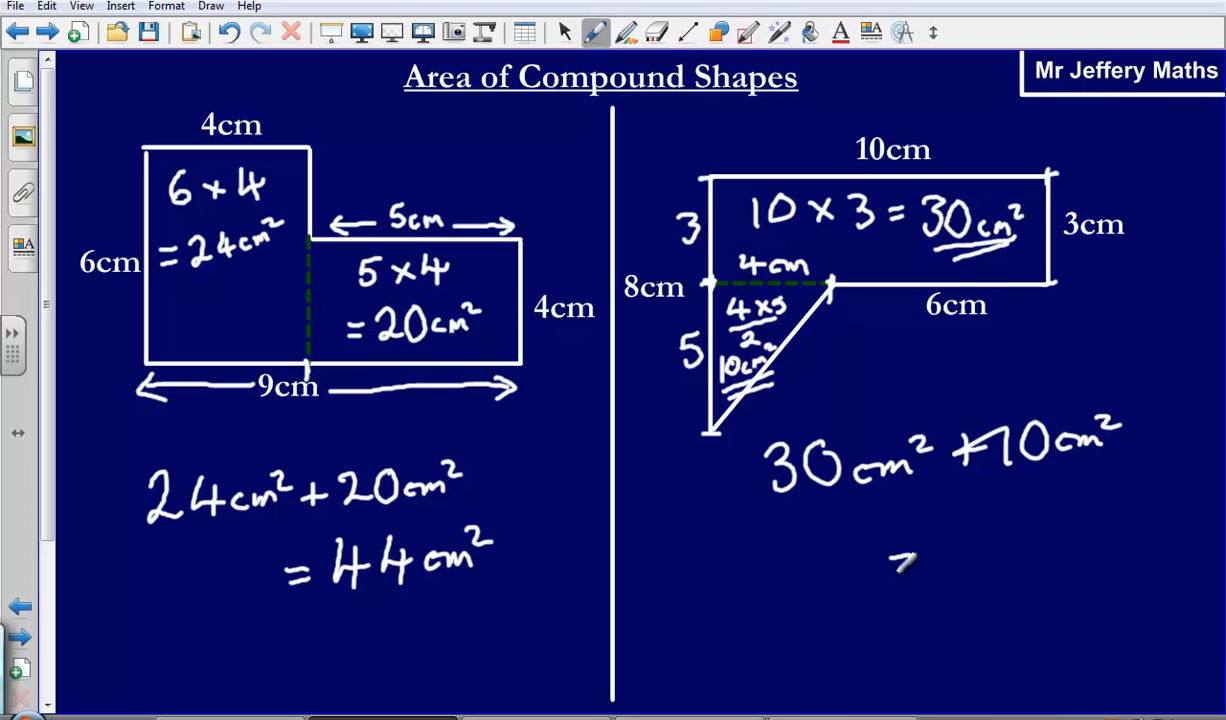 File Edit View Insert Format Draw Help
Area of Compound Shapes
Mr Jeffery Maths
4cm
6 × 4
= 24cm²
6cm
5cm
5 × 4
= 20cm²
4cm
9cm
24cm² + 20cm²
= 44cm²
10cm
3
10 × 3 = 30cm²
3cm
4cm
8cm
6cm
4 × 5
2
5
10cm²
30cm² + 10cm²
=